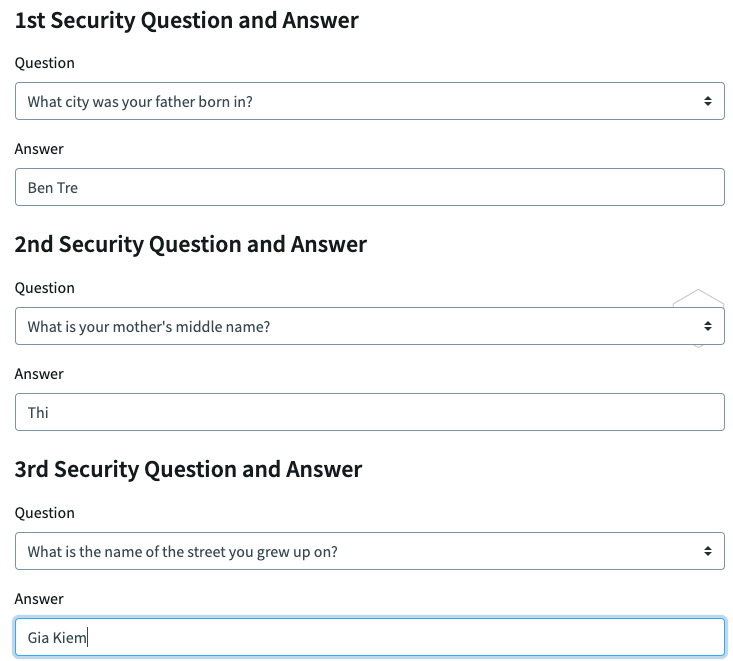 1st Security Question and Answer
Question
What city was your father born in?
Answer
Ben Tre
2nd Security Question and Answer
Question
What is your mother's middle name?
Answer
Thi
3rd Security Question and Answer
Question
What is the name of the street you grew up on?
Answer
Gia Kiem